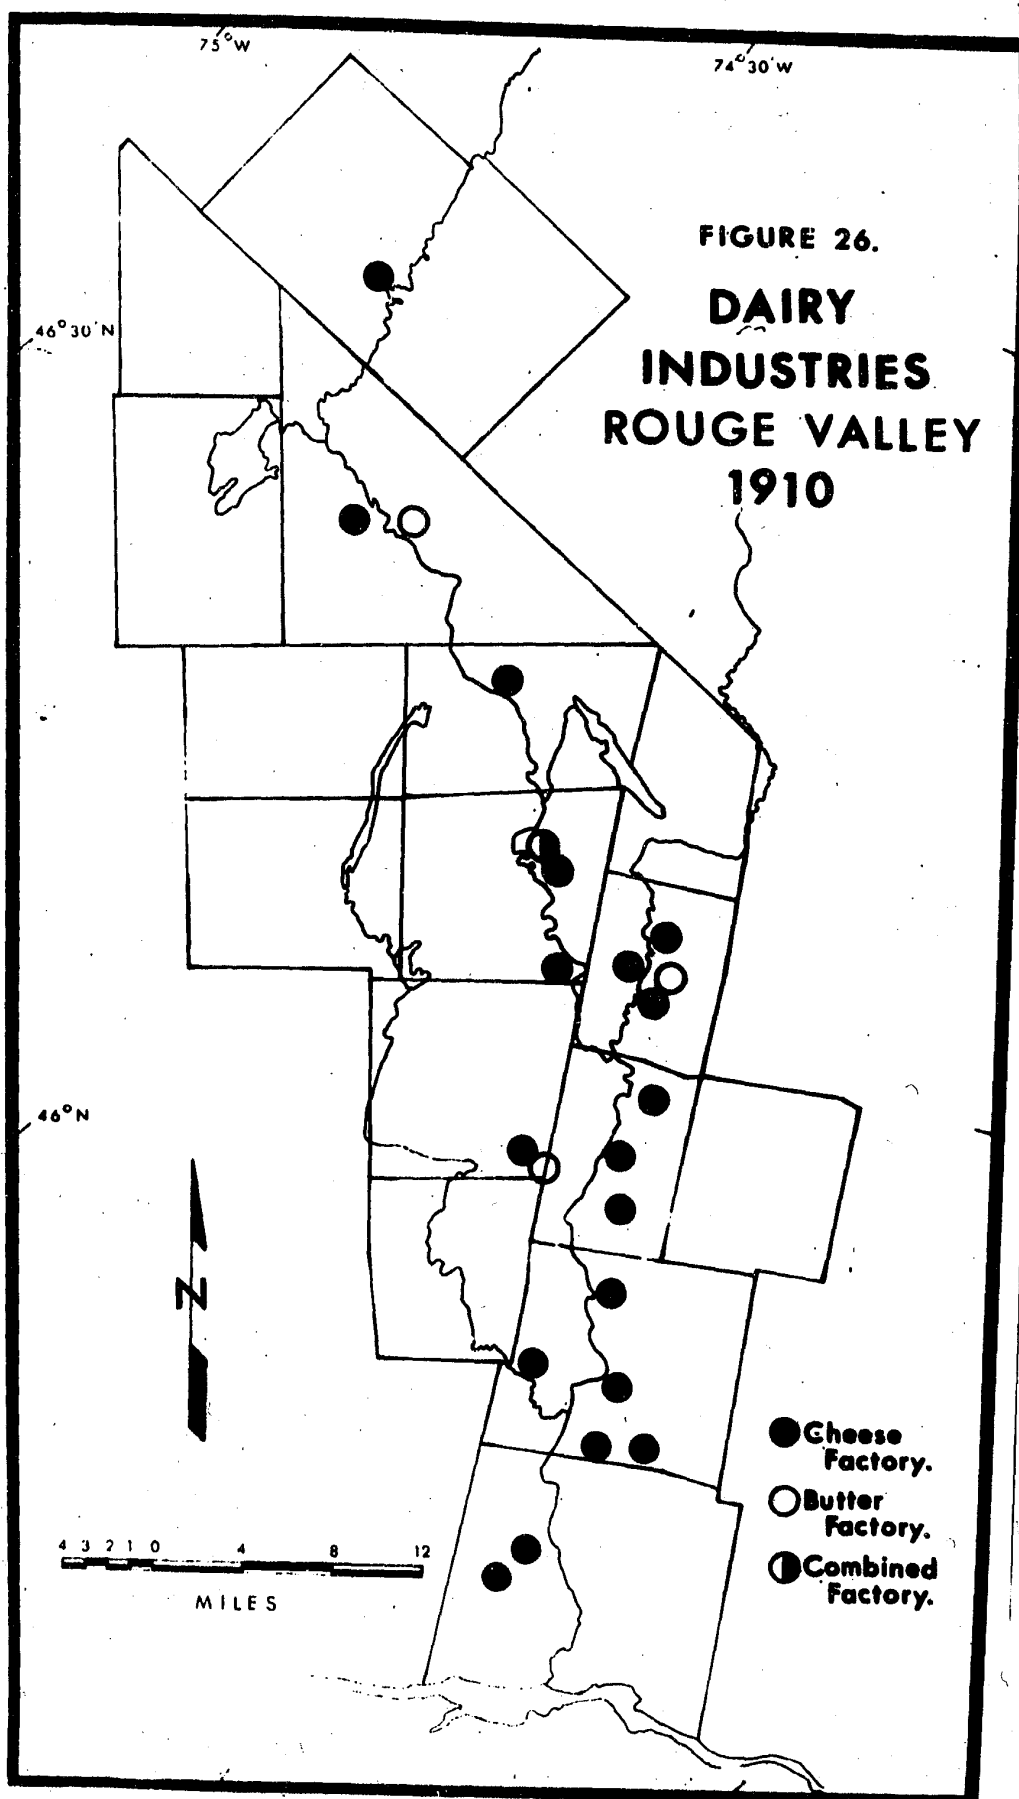 75°W
74°30'W
FIGURE 26.
DAIRY
INDUSTRIES
ROUGE VALLEY
1910
46°30'N
46°N
N
Cheese
Factory.
Butter
Factory.
Combined
Factory.
4 3 2 1 0 4 8 12
MILES